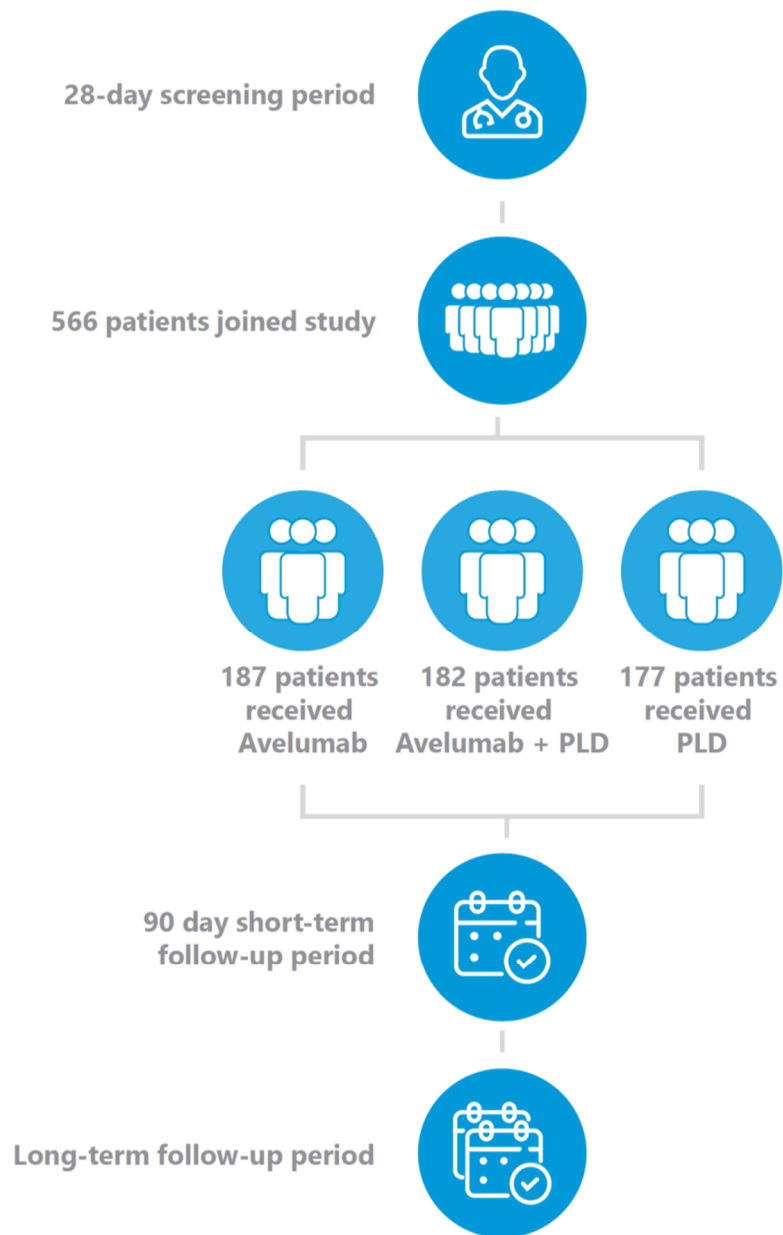 28-day screening period
566 patients joined study
187 patients
received
Avelumab
182 patients
received
Avelumab + PLD
177 patients
received
PLD
90 day short-term
follow-up period
Long-term follow-up period